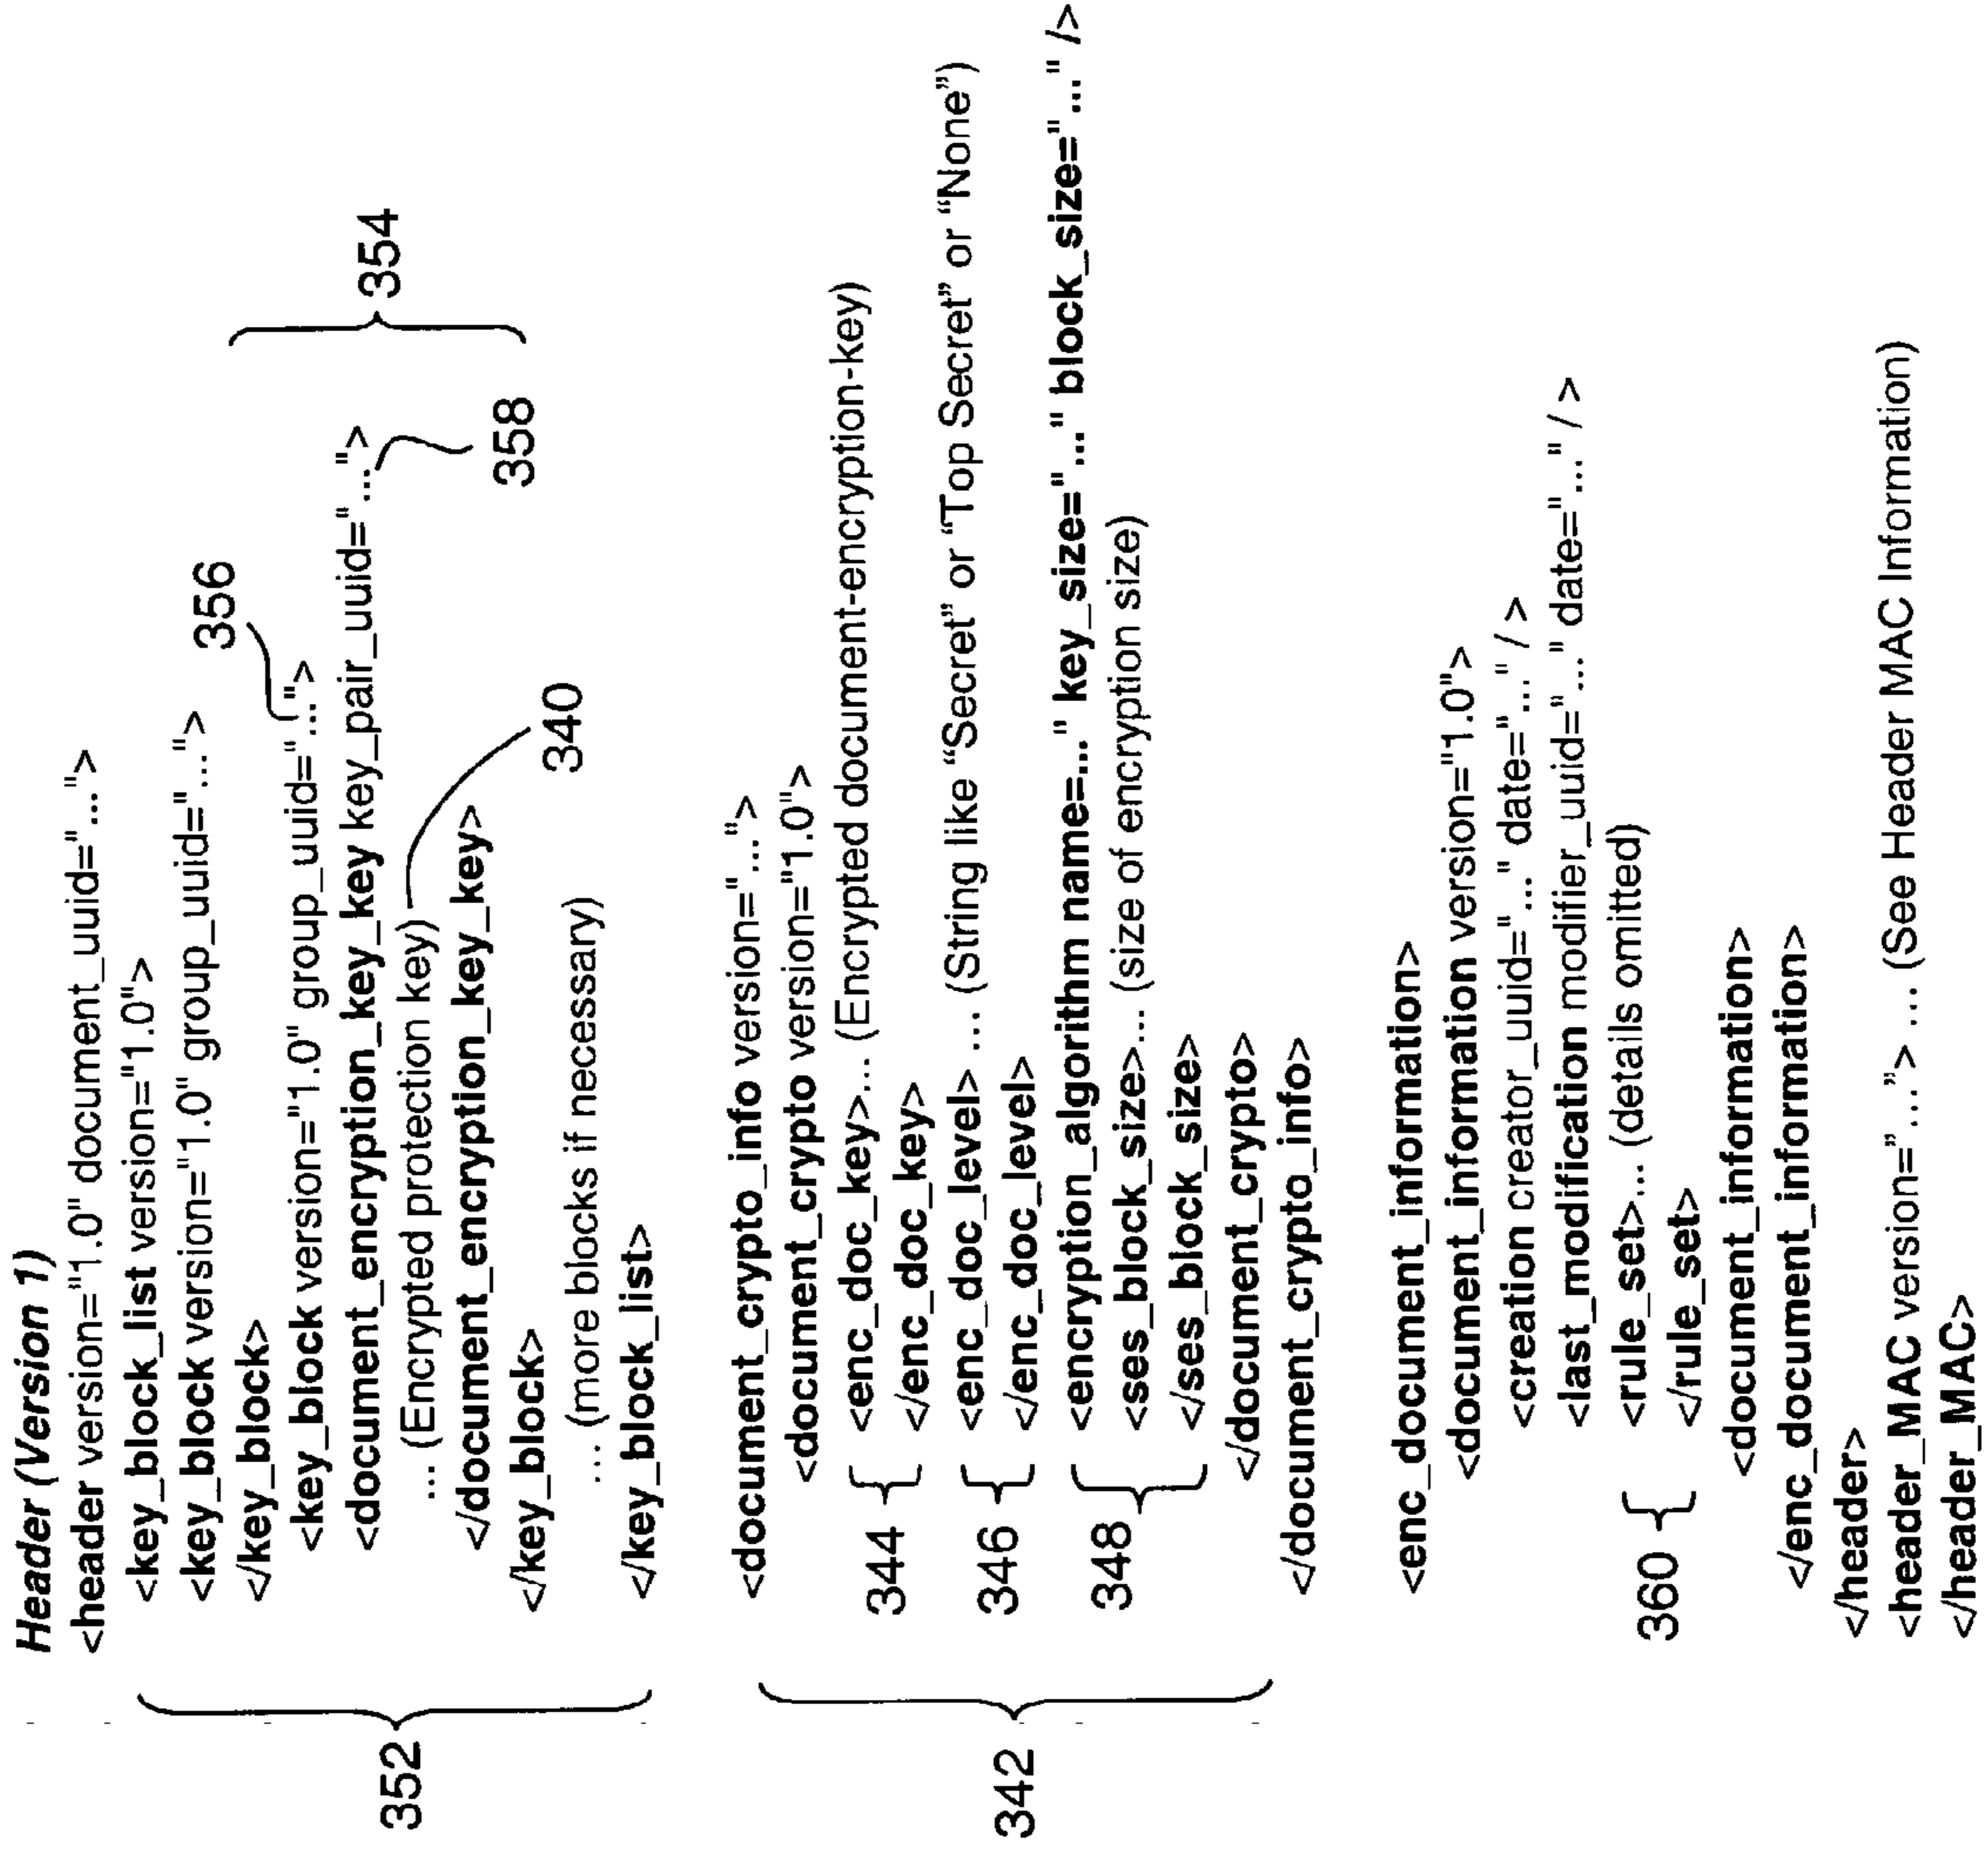 Header (Version 1)
<header version="1.0" document_uuid="...">
<key_block_list version="1.0">
<key_block version="1.0" group_uuid="...">
</key_block>
<key_block version="1.0" group_uuid="...">
<document_encryption_key_key key_pair_uuid="...">
... (Encrypted protection key)
</document_encryption_key_key>
</key_block>
... (more blocks if necessary)
</key_block_list>
352
356
354
358
340
<document_crypto_info version="...">
<document_crypto version="1.0">
344 <enc_doc_key>... (Encrypted document-encryption-key)
</enc_doc_key>
346 <enc_doc_level> ... (String like “Secret” or “Top Secret” or “None”)
</enc_doc_level>
348 <encryption_algorithm name=..." key_size="..." block_size="..." />
<ses_block_size>... (size of encryption size)
</ses_block_size>
</document_crypto>
</document_crypto_info>
342
<enc_document_information>
<document_information version="1.0">
<creation creator_uuid="..." date="..." />
<last_modification modifier_uuid="..." date="..." / >
360 <rule_set>... (details omitted)
</rule_set>
<document_information>
</enc_document_information>
</header>
<header_MAC version=”...”> ... (See Header MAC Information)
</header_MAC>